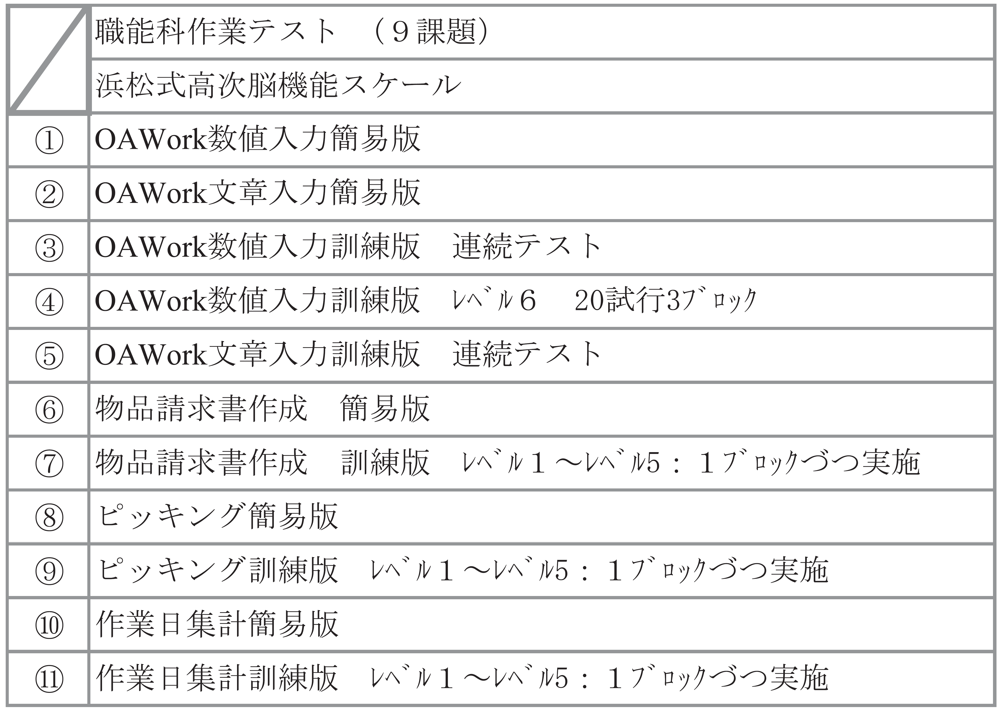 職能科作業テスト　（９課題）
浜松式高次脳機能スケール
① OAWork数値入力簡易版
② OAWork文章入力簡易版
③ OAWork数値入力訓練版　連続テスト
④ OAWork数値入力訓練版　ﾚﾍﾞﾙ６　20試行3ﾌﾞﾛｯｸ
⑤ OAWork文章入力訓練版　連続テスト
⑥ 物品請求書作成　簡易版
⑦ 物品請求書作成　訓練版　ﾚﾍﾞﾙ１～ﾚﾍﾞﾙ5：１ﾌﾞﾛｯｸづつ実施
⑧ ピッキング簡易版
⑨ ピッキング訓練版　ﾚﾍﾞﾙ１～ﾚﾍﾞﾙ5：１ﾌﾞﾛｯｸづつ実施
⑩ 作業日集計簡易版
⑪ 作業日集計訓練版　ﾚﾍﾞﾙ１～ﾚﾍﾞﾙ5：１ﾌﾞﾛｯｸづつ実施